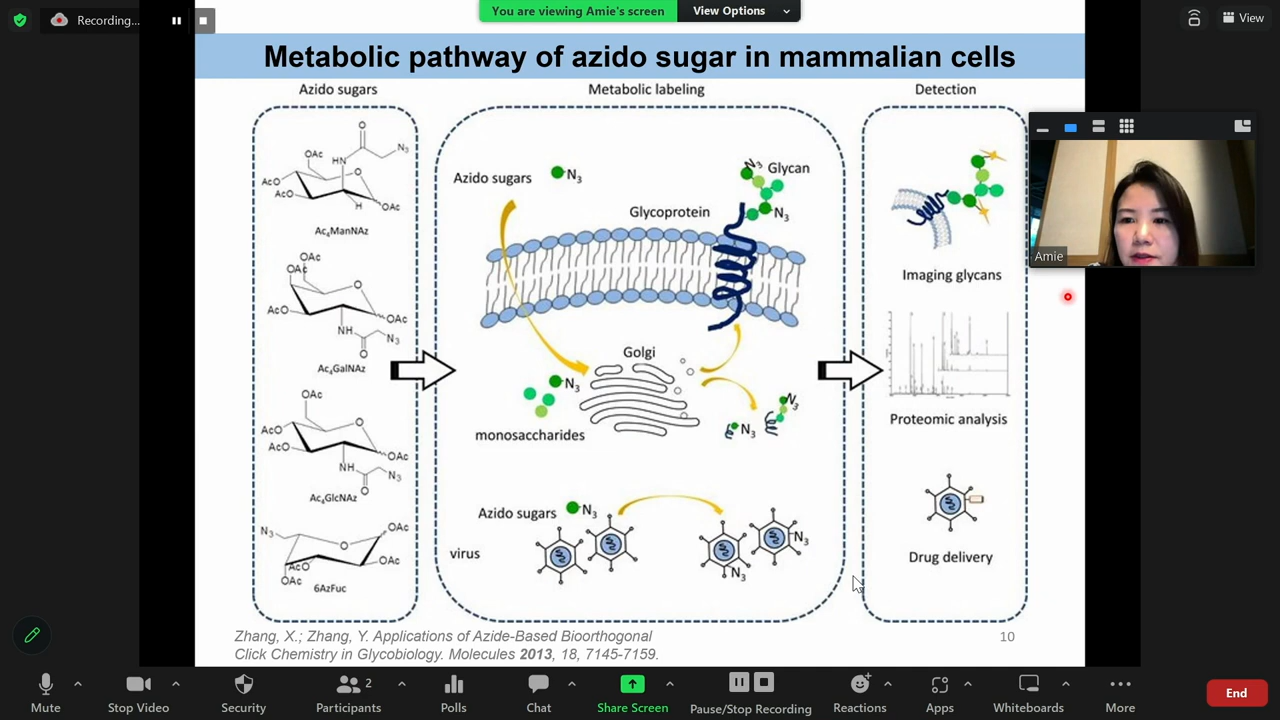 Recording...
You are viewing Amie's screen
View Options
View
Metabolic pathway of azido sugar in mammalian cells
Azido sugars
OAc
O
N₃
HN
AcO
O
AcO
H
OAc
Ac₄ManNAz
OAc
OAc
O
AcO
OAc
NH
N₃
O
Ac₄GalNAz
OAc
AcO
O
AcO
OAc
NH
N₃
O
Ac₄GlcNAz
N₃
OAc
O
AcO
OAc
OAc
6AzFuc
Metabolic labeling
Azido sugars
N₃
N₃
Glycan
N₃
Glycoprotein
Golgi
N₃
monosaccharides
N₃
N₃
Azido sugars
N₃
virus
N₃
N₃
Detection
Imaging glycans
Proteomic analysis
Drug delivery
Zhang, X.; Zhang, Y. Applications of Azide-Based Bioorthogonal
Click Chemistry in Glycobiology. Molecules 2013, 18, 7145-7159.
10
Amie
Mute
Stop Video
Security
Participants
2
Polls
Chat
Share Screen
Pause/Stop Recording
Reactions
Apps
Whiteboards
More
End